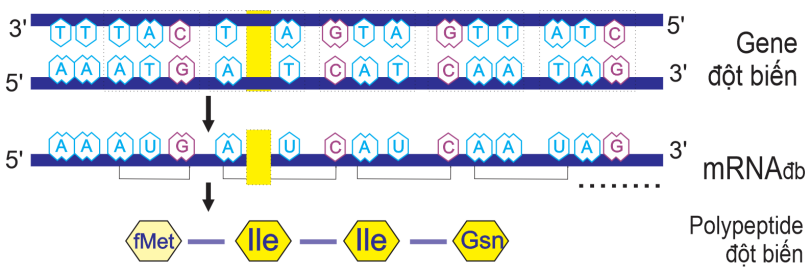 3' T T T A C T A G T A G T T A T C 5'
Gene
đột biến
5' A A A T G A T C A T C A A T A G 3'
5' A A A U G A U C A U C A A U A G 3'
mRNAđb
fMet Ile Ile Gsn
Polypeptide
đột biến